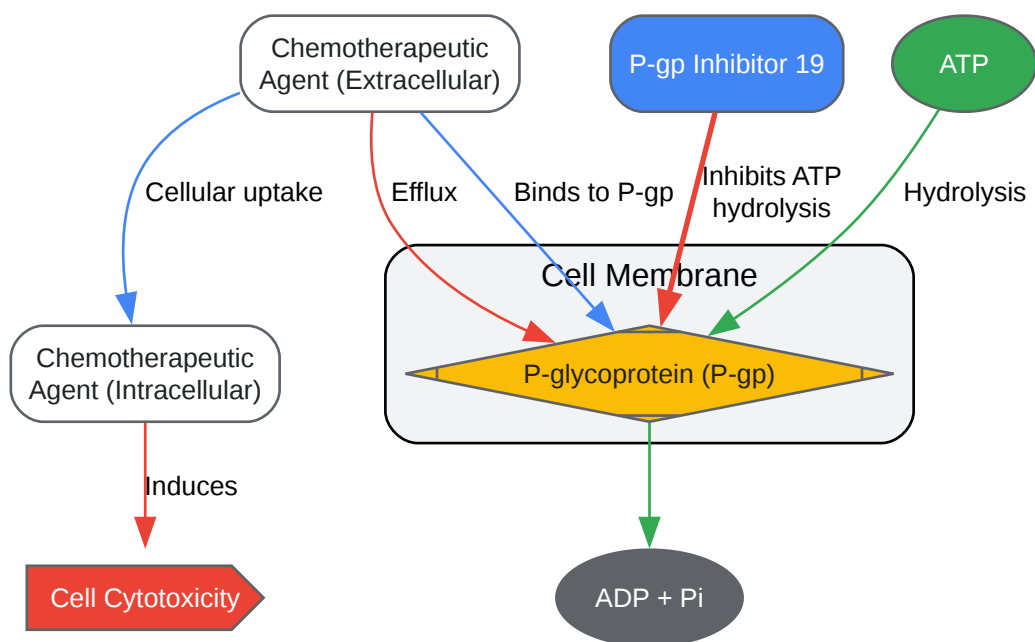 Chemotherapeutic
Agent (Extracellular)
P-gp Inhibitor 19
ATP
Cellular uptake
Efflux
Binds to P-gp
Inhibits ATP
hydrolysis
Hydrolysis
Cell Membrane
Chemotherapeutic
Agent (Intracellular)
P-glycoprotein (P-gp)
Induces
Cell Cytotoxicity
ADP + Pi